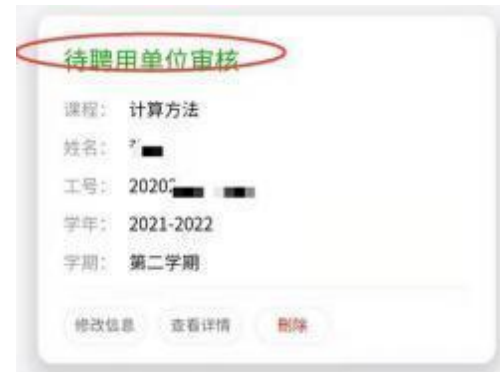 待聘用单位审核
课程： 计算方法
姓名：
工号： 2020
学年： 2021-2022
学期： 第二学期
修改信息 查看详情 删除